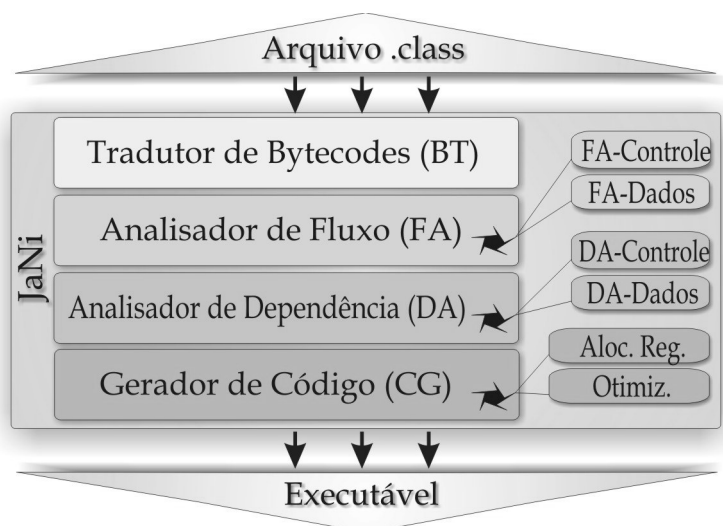 Arquivo .class
JaNi
Tradutor de Bytecodes (BT)
Analisador de Fluxo (FA)
FA-Controle
FA-Dados
Analisador de Dependência (DA)
DA-Controle
DA-Dados
Gerador de Código (CG)
Aloc. Reg.
Otimiz.
Executável